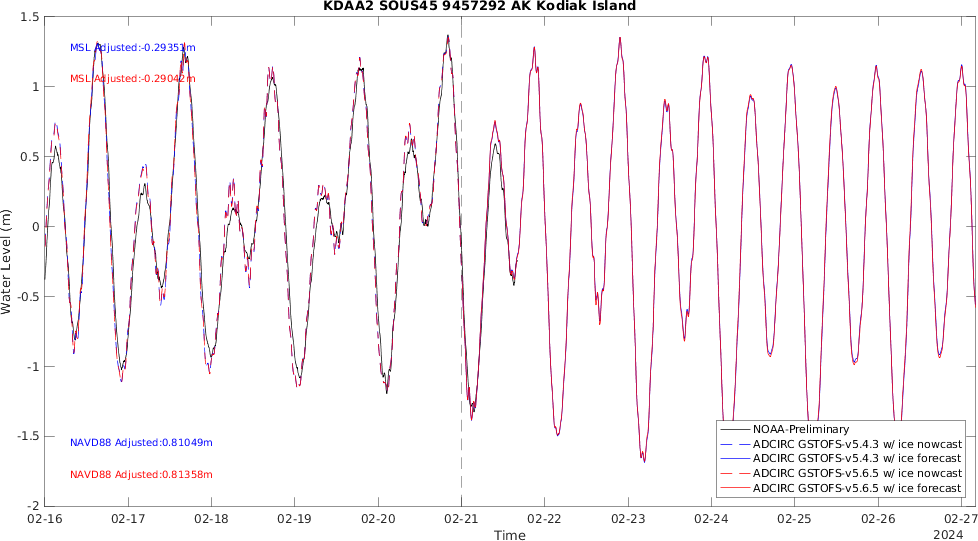 KDAA2 SOUS45 9457292 AK Kodiak Island
1.5
1
0.5
0
-0.5
-1
-1.5
-2
Water Level (m)
MSL Adjusted:-0.29351m
MSL Adjusted:-0.29042m
NAVD88 Adjusted:0.81049m
NAVD88 Adjusted:0.81358m
NOAA-Preliminary
ADCIRC GSTOFS-v5.4.3 w/ ice nowcast
ADCIRC GSTOFS-v5.4.3 w/ ice forecast
ADCIRC GSTOFS-v5.6.5 w/ ice nowcast
ADCIRC GSTOFS-v5.6.5 w/ ice forecast
02-16 02-17 02-18 02-19 02-20 02-21 02-22 02-23 02-24 02-25 02-26 02-27
Time
2024